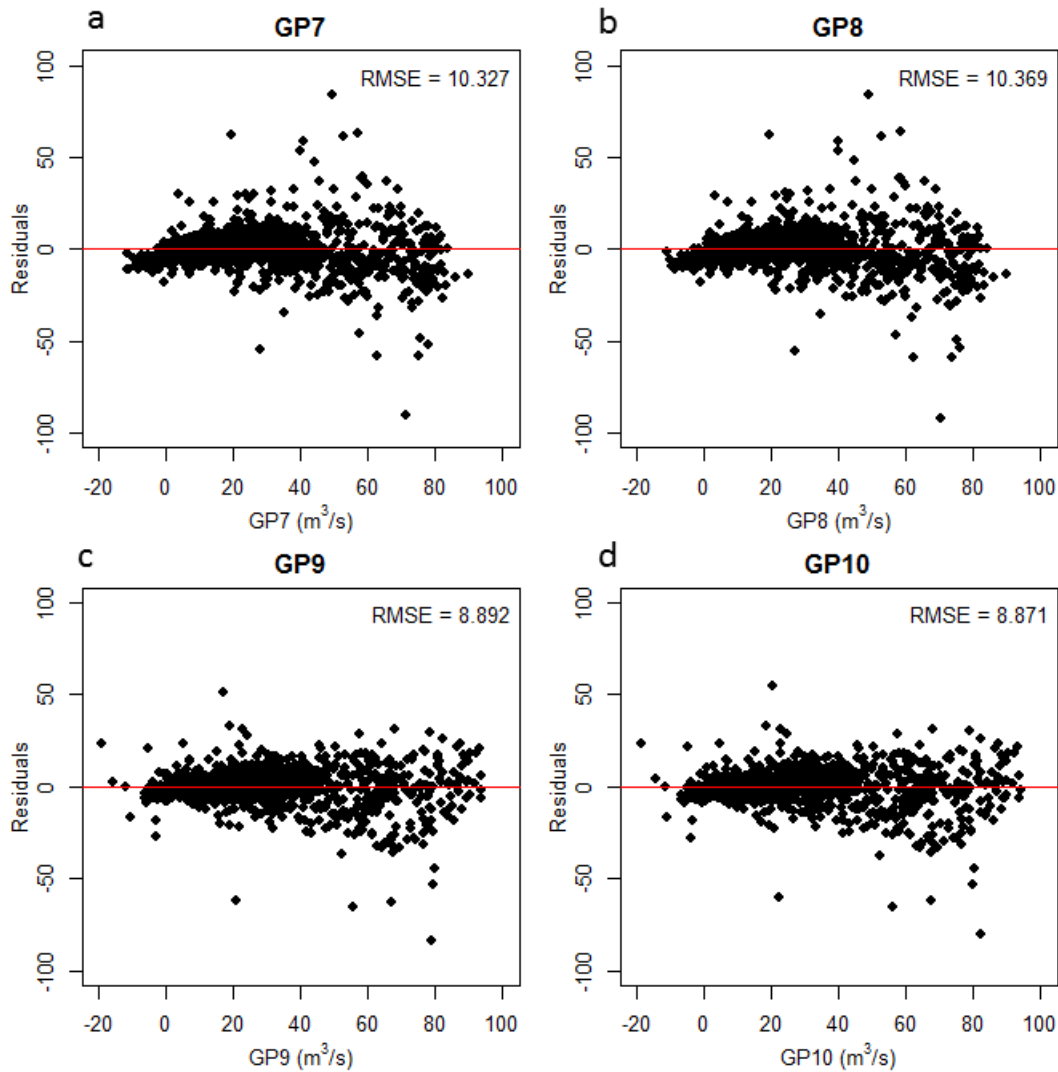 a
GP7
RMSE = 10.327
Residuals
100
50
0
-50
-100
-20 0 20 40 60 80 100
GP7 (m³/s)
b
GP8
RMSE = 10.369
Residuals
100
50
0
-50
-100
-20 0 20 40 60 80 100
GP8 (m³/s)
c
GP9
RMSE = 8.892
Residuals
100
50
0
-50
-100
-20 0 20 40 60 80 100
GP9 (m³/s)
d
GP10
RMSE = 8.871
Residuals
100
50
0
-50
-100
-20 0 20 40 60 80 100
GP10 (m³/s)